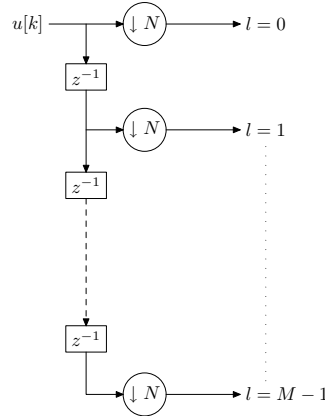 u[k] ↓ N l = 0
z⁻¹
↓ N l = 1
z⁻¹
z⁻¹
↓ N l = M − 1